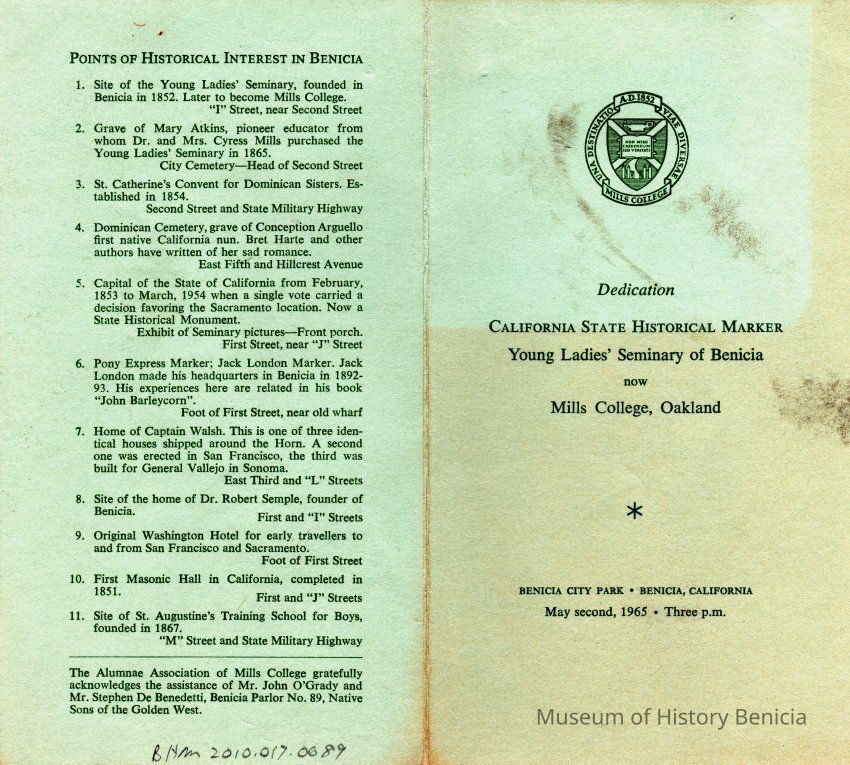 POINTS OF HISTORICAL INTEREST IN BENICIA
1. Site of the Young Ladies' Seminary, founded in
Benicia in 1852. Later to become Mills College.
"I" Street, near Second Street
2. Grave of Mary Atkins, pioneer educator from
whom Dr. and Mrs. Cyress Mills purchased the
Young Ladies' Seminary in 1865.
City Cemetery—Head of Second Street
3. St. Catherine's Convent for Dominican Sisters. Es-
tablished in 1854.
Second Street and State Military Highway
4. Dominican Cemetery, grave of Conception Arguello
first native California nun. Bret Harte and other
authors have written of her sad romance.
East Fifth and Hillcrest Avenue
5. Capital of the State of California from February,
1853 to March, 1954 when a single vote carried a
decision favoring the Sacramento location. Now a
State Historical Monument.
Exhibit of Seminary pictures—Front porch.
First Street, near "J" Street
6. Pony Express Marker; Jack London Marker. Jack
London made his headquarters in Benicia in 1892-
93. His experiences here are related in his book
"John Barleycorn".
Foot of First Street, near old wharf
7. Home of Captain Walsh. This is one of three iden-
tical houses shipped around the Horn. A second
one was erected in San Francisco, the third was
built for General Vallejo in Sonoma.
East Third and "L" Streets
8. Site of the home of Dr. Robert Semple, founder of
Benicia.
First and "I" Streets
9. Original Washington Hotel for early travellers to
and from San Francisco and Sacramento.
Foot of First Street
10. First Masonic Hall in California, completed in
1851.
First and "J" Streets
11. Site of St. Augustine's Training School for Boys,
founded in 1867.
"M" Street and State Military Highway
The Alumnae Association of Mills College gratefully
acknowledges the assistance of Mr. John O'Grady and
Mr. Stephen De Benedetti, Benicia Parlor No. 89, Native
Sons of the Golden West.
BHM 2010.017.0689
A.D. 1852
UNA DESTINATIO VIAE DIVERSAE
NON MIHI
SED VERITATI
MILLS COLLEGE
Dedication
CALIFORNIA STATE HISTORICAL MARKER
Young Ladies' Seminary of Benicia
now
Mills College, Oakland
*
BENICIA CITY PARK • BENICIA, CALIFORNIA
May second, 1965 • Three p.m.
Museum of History Benicia